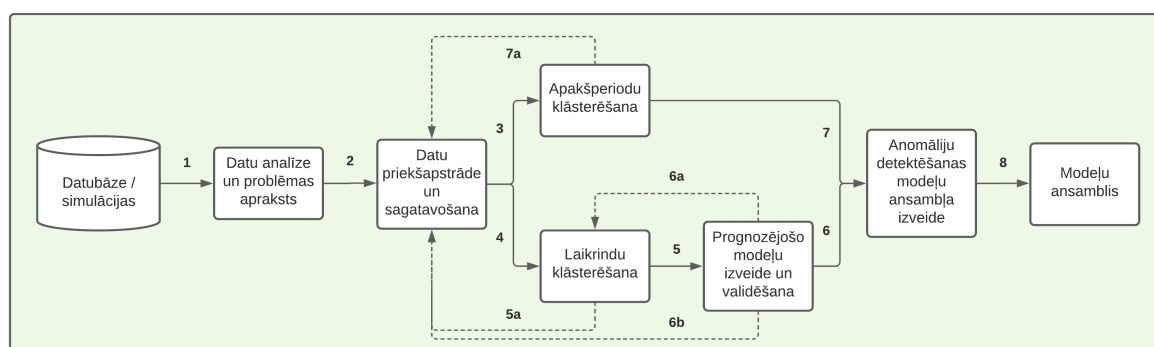 Datubāze /
simulācijas
1
Datu analīze
un problēmas
apraksts
2
Datu
priekšapstrāde
un
sagatavošana
3
4
7a
Apakšperiodu
klāsterēšana
Laikrindu
klāsterēšana
5a
5
6a
Prognozējošo
modeļu
izveide un
validēšana
6b
7
6
Anomāliju
detektēšanas
modeļu
ansambļa
izveide
8
Modeļu
ansamblis